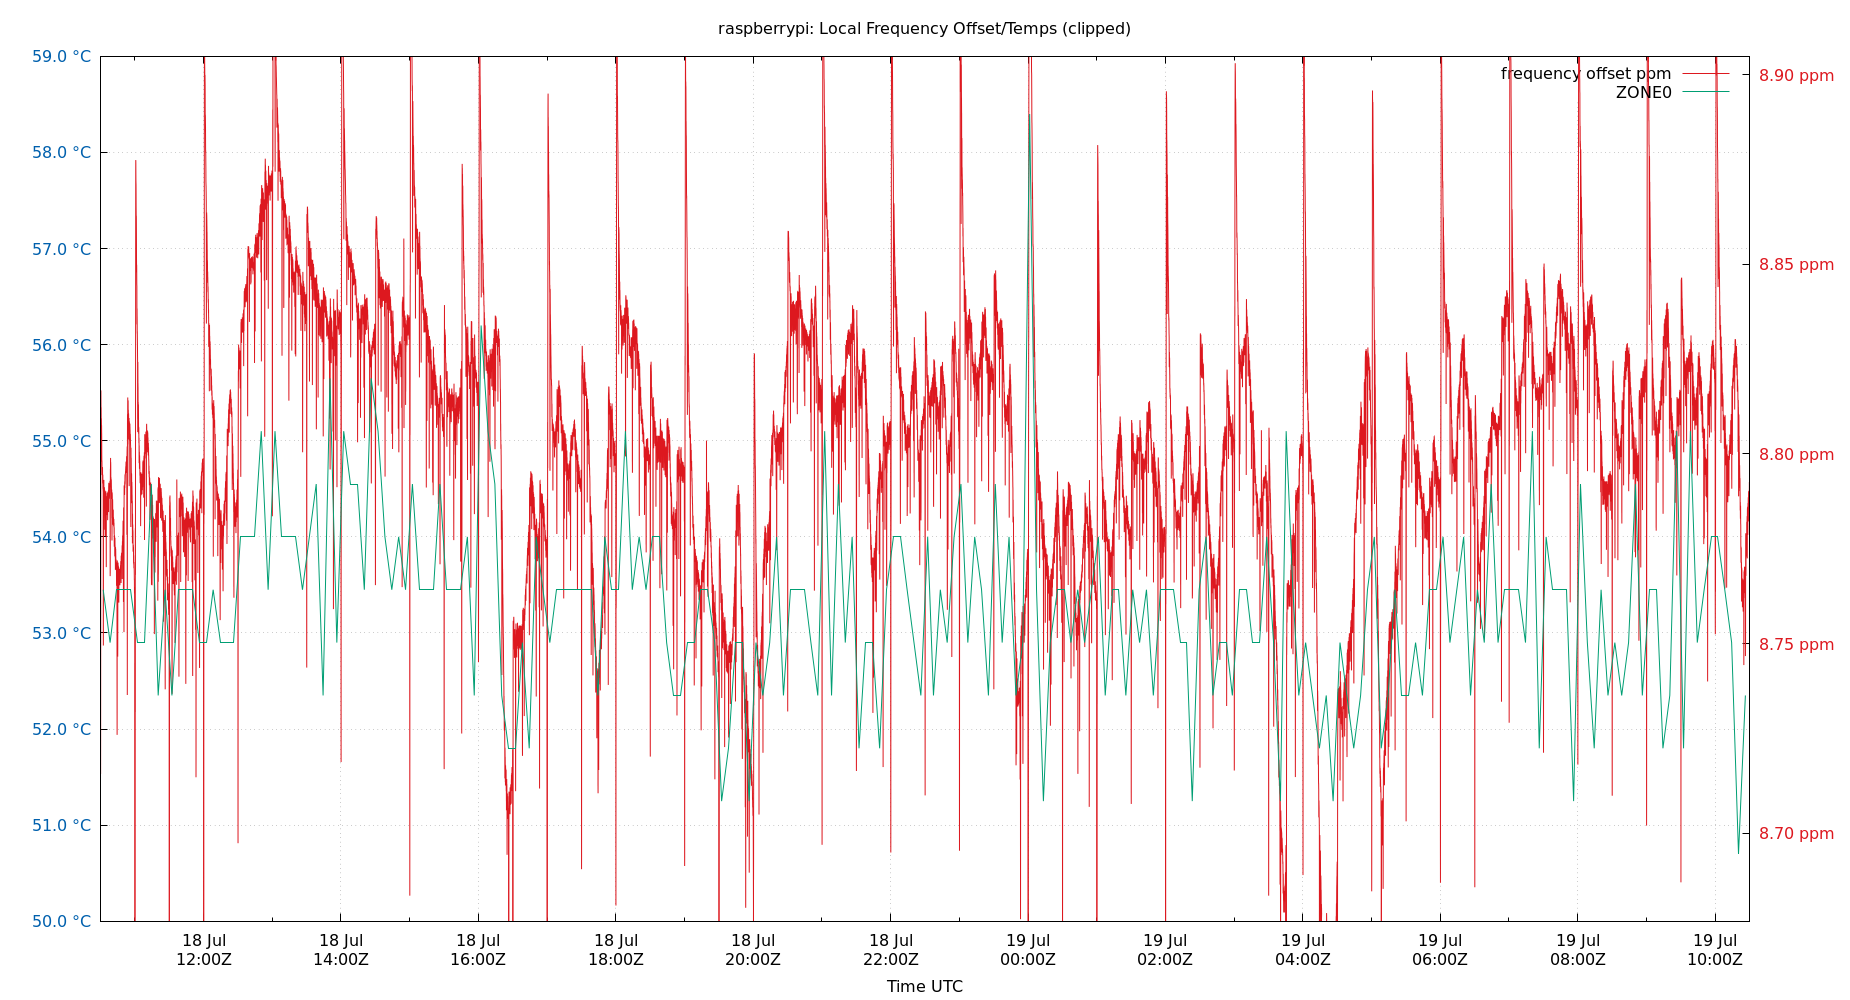 raspberrypi: Local Frequency Offset/Temps (clipped)
59.0 °C
58.0 °C
57.0 °C
56.0 °C
55.0 °C
54.0 °C
53.0 °C
52.0 °C
51.0 °C
50.0 °C
frequency offset ppm
ZONE0
8.90 ppm
8.85 ppm
8.80 ppm
8.75 ppm
8.70 ppm
18 Jul 18 Jul 18 Jul 18 Jul 18 Jul 18 Jul 19 Jul 19 Jul 19 Jul 19 Jul 19 Jul 19 Jul
12:00Z 14:00Z 16:00Z 18:00Z 20:00Z 22:00Z 00:00Z 02:00Z 04:00Z 06:00Z 08:00Z 10:00Z
Time UTC